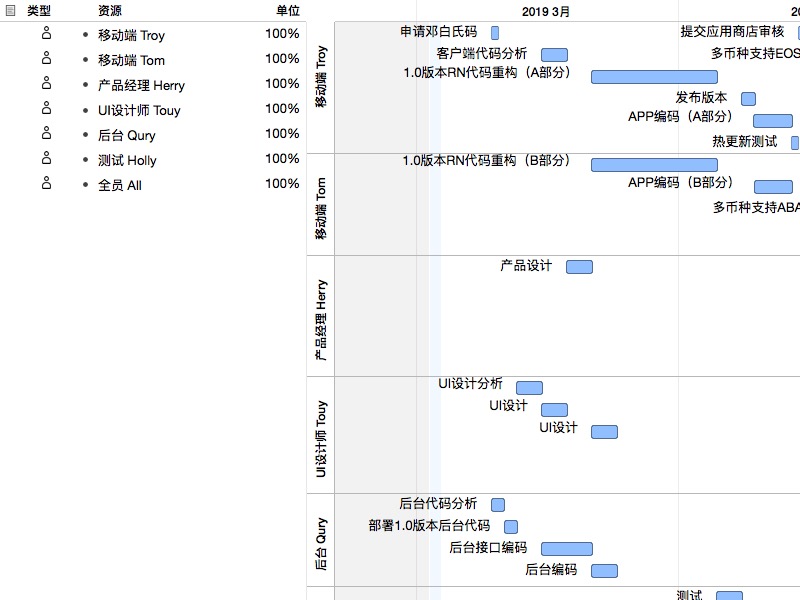 类型 资源 单位
移动端 Troy 100%
移动端 Tom 100%
产品经理 Herry 100%
UI设计师 Touy 100%
后台 Qury 100%
测试 Holly 100%
全员 All 100%
2019 3月 20
移动端 Troy
申请邓白氏码 提交应用商店审核
客户端代码分析 多币种支持EOS
1.0版本RN代码重构（A部分）
发布版本
APP编码（A部分）
热更新测试
移动端 Tom
1.0版本RN代码重构（B部分）
APP编码（B部分）
多币种支持ABA
产品经理 Herry
产品设计
UI设计师 Touy
UI设计分析
UI设计
UI设计
后台 Qury
后台代码分析
部署1.0版本后台代码
后台接口编码
后台编码
测试